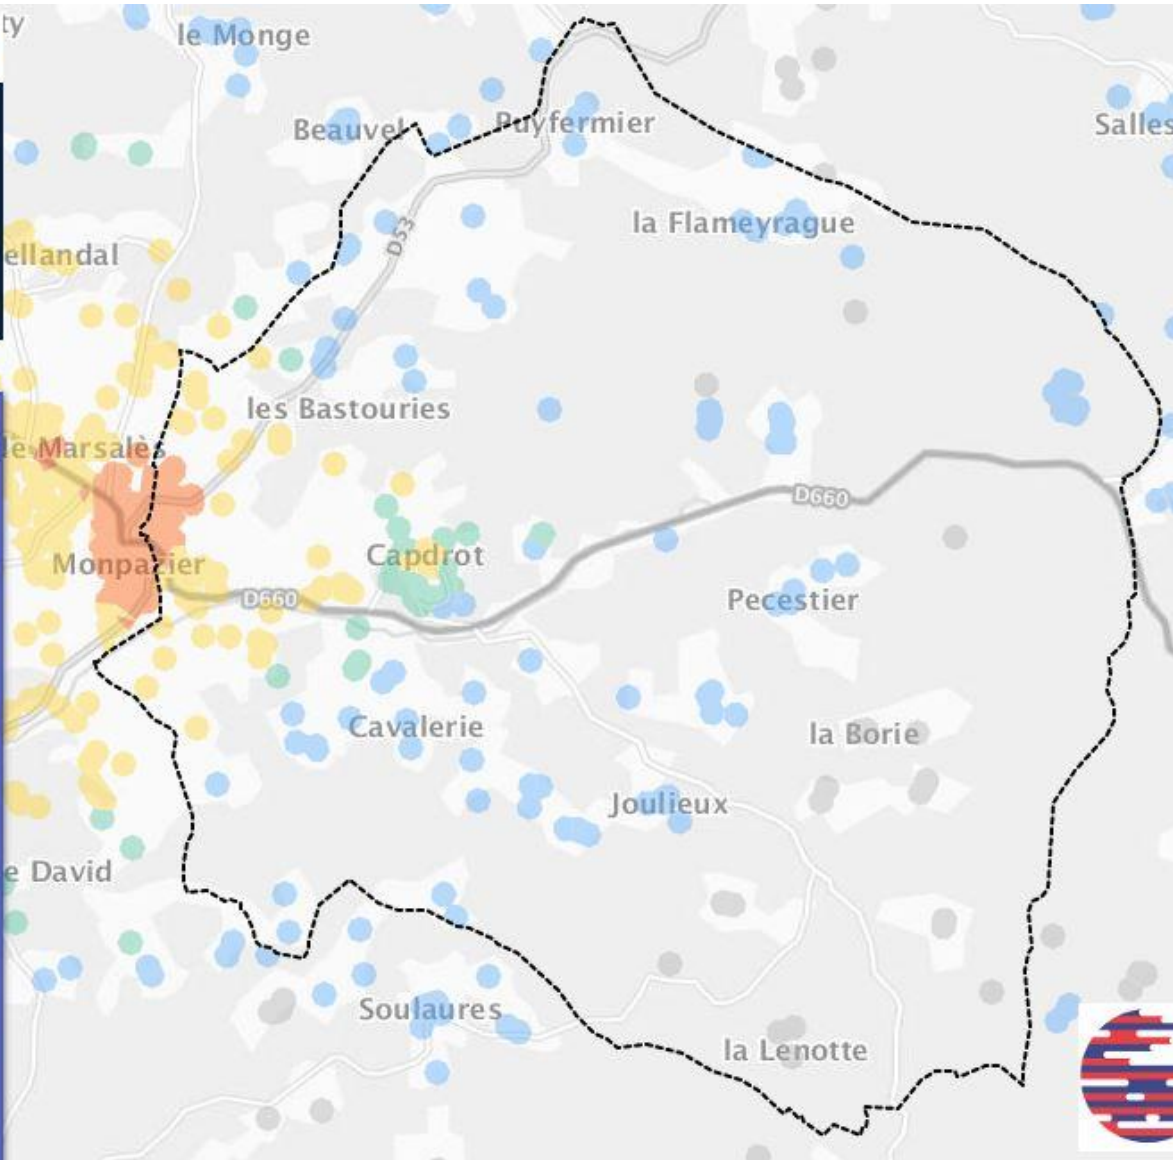 ty
le Monge
Beauvel
Puyfermier
Salles
la Flameyrague
D53
ellandal
les Bastouries
le Marsalès
D660
Capdrot
Monpazier
D660
Pecestier
Cavalerie
la Borie
Joulieux
e David
Soulaures
la Lenotte